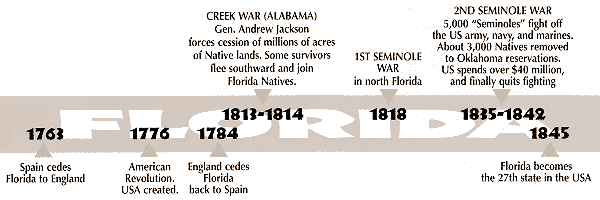 CREEK WAR (ALABAMA)
Gen. Andrew Jackson
forces cession of millions of acres
of Native lands. Some survivors
flee southward and join
Florida Natives.
1ST SEMINOLE
WAR
in north Florida
2ND SEMINOLE WAR
5,000 "Seminoles" fight off
the US army, navy, and marines.
About 3,000 Natives removed
to Oklahoma reservations.
US spends over $40 million,
and finally quits fighting
1813-1814
1818
1835-1842
FLORIDA
1763
1776
1784
1845
Spain cedes
Florida to England
American
Revolution.
USA created.
England cedes
Florida
back to Spain
Florida becomes
the 27th state in the USA